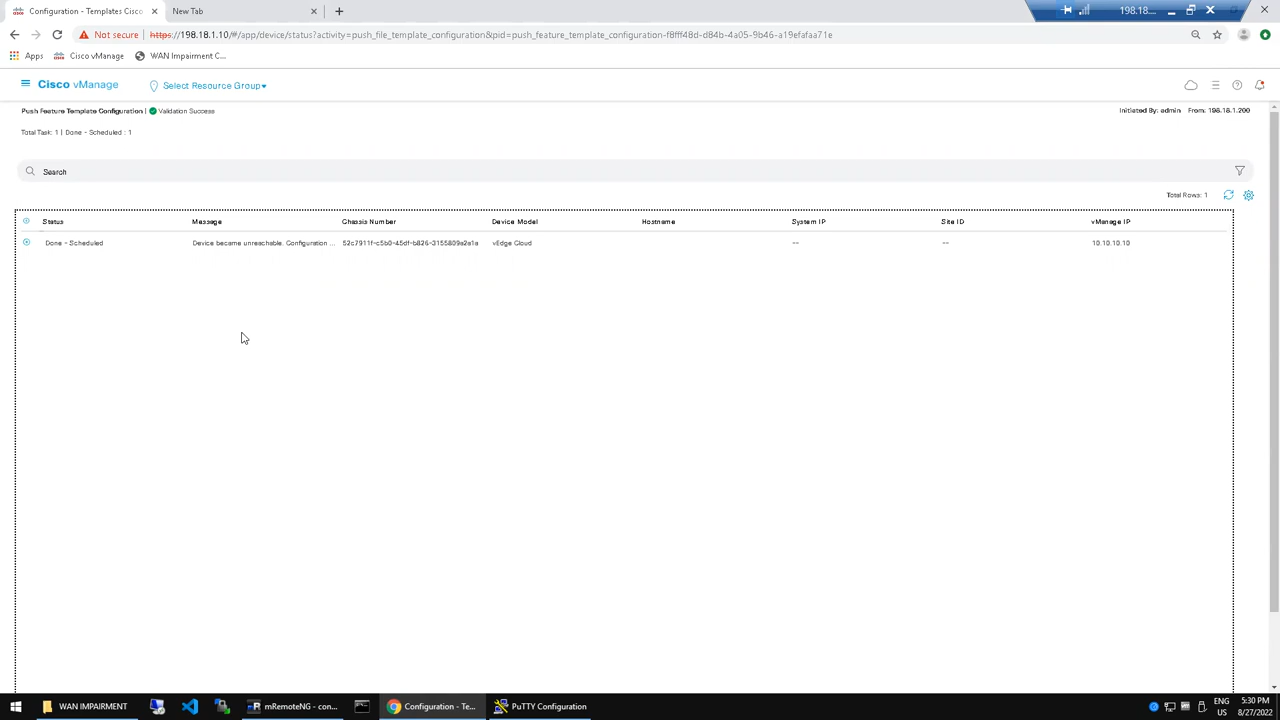 Configuration - Templates Cisco
New Tab
198.18....
Not secure
https://198.18.1.10/#/app/device/status?activity=push_file_template_configuration&pid=push_feature_template_configuration-f8fff48d-d84b-4a05-9b46-a19efafaa71e
Apps
Cisco vManage
WAN Impairment C...
Cisco vManage
Select Resource Group
Push Feature Template Configuration | Validation Success
Initiated By: admin From: 198.18.1.200
Total Task: 1 | Done - Scheduled : 1
Search
Total Rows: 1
Status Message Chassis Number Device Model Hostname System IP Site ID vManage IP
Done - Scheduled Device became unreachable. Configuration ... 52c7911f-c5b0-45df-b826-3155809a2a1a vEdge Cloud -- -- 10.10.10.10
WAN IMPAIRMENT
mRemoteNG - con...
Configuration - Te...
PuTTY Configuration
ENG
US
5:30 PM
8/27/2022